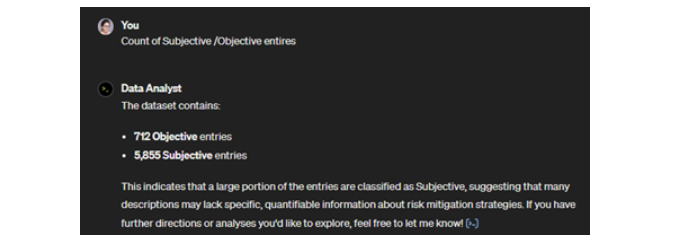 You
Count of Subjective /Objective entires
Data Analyst
The dataset contains:
• 712 Objective entries
• 5,855 Subjective entries
This indicates that a large portion of the entries are classified as Subjective, suggesting that many
descriptions may lack specific, quantifiable information about risk mitigation strategies. If you have
further directions or analyses you'd like to explore, feel free to let me know! [>-]